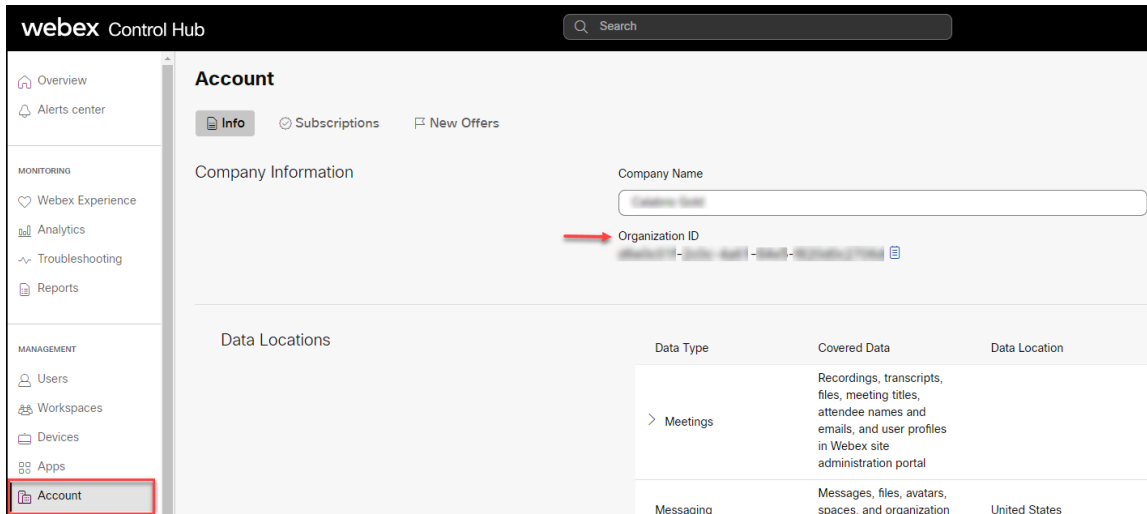 webex Control Hub
Search
Overview
Alerts center
MONITORING
Webex Experience
Analytics
Troubleshooting
Reports
MANAGEMENT
Users
Workspaces
Devices
Apps
Account
Account
Info
Subscriptions
New Offers
Company Information
Company Name
Organization ID
Data Locations
Data Type
Covered Data
Data Location
Meetings
Recordings, transcripts,
files, meeting titles,
attendee names and
emails, and user profiles
in Webex site
administration portal
Messaging
Messages, files, avatars,
spaces, and organization
United States